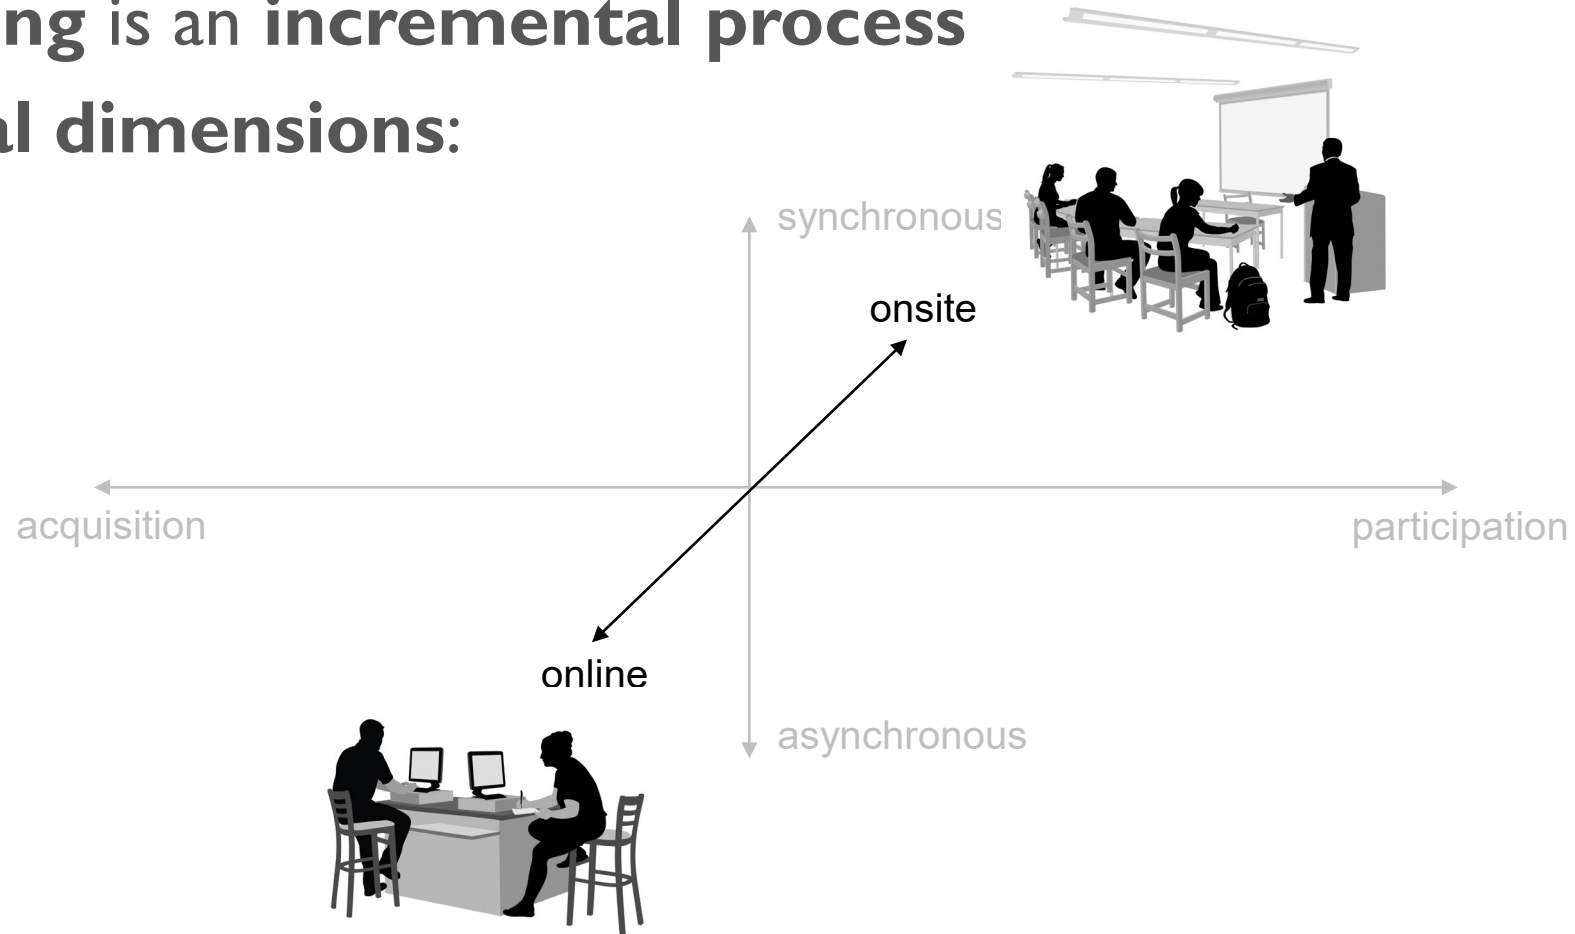 ng is an incremental process
al dimensions:
synchronous
onsite
acquisition
participation
online
asynchronous